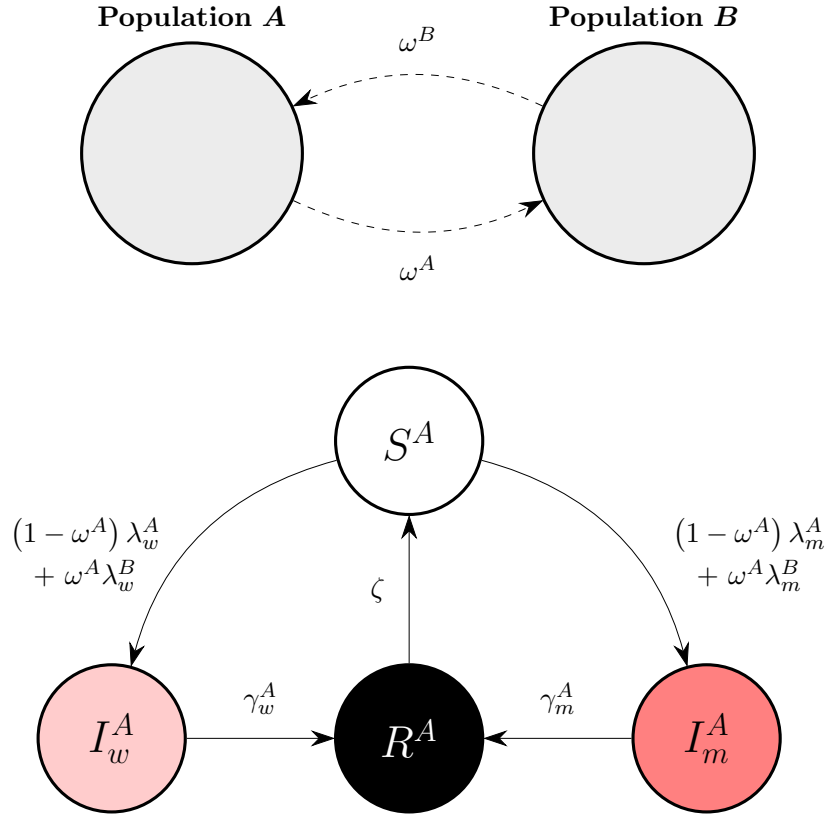 Population A
Population B
ω^B
ω^A
S^A
(1 − ω^A) λ_w^A
+ ω^A λ_w^B
(1 − ω^A) λ_m^A
+ ω^A λ_m^B
ζ
γ_w^A
γ_m^A
I_w^A
R^A
I_m^A